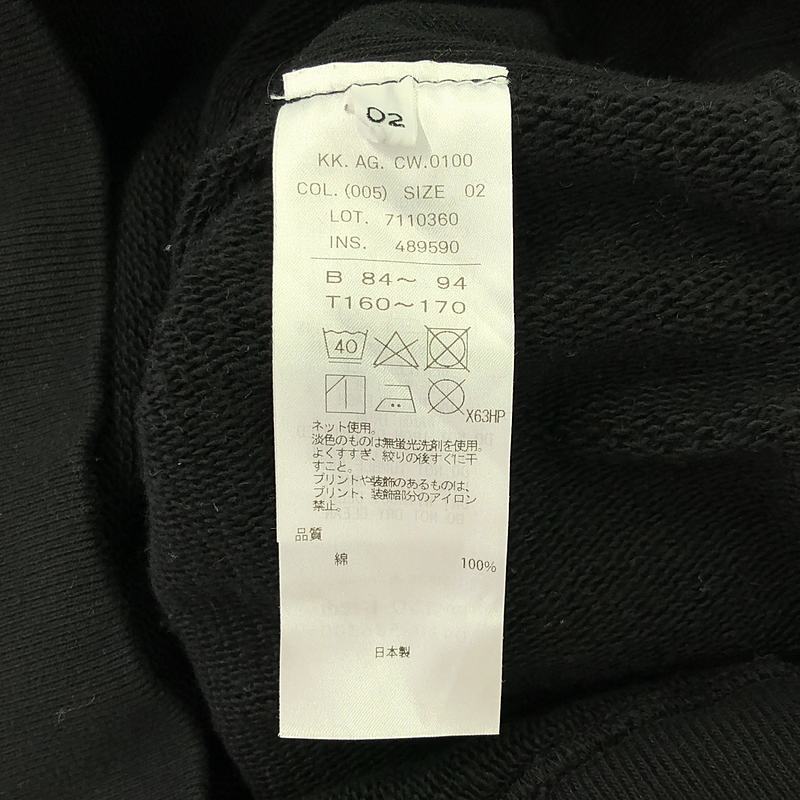 02
KK. AG. CW.0100
COL. (005) SIZE 02
LOT. 7110360
INS. 489590
B 84～ 94
T160～170
40
X63HP
ネット使用。
淡色のものは無蛍光洗剤を使用。
よくすすぎ、絞りの後すぐに干
すこと。
プリントや装飾のあるものは、
プリント、装飾部分のアイロン
禁止。
品質
綿 100%
日本製